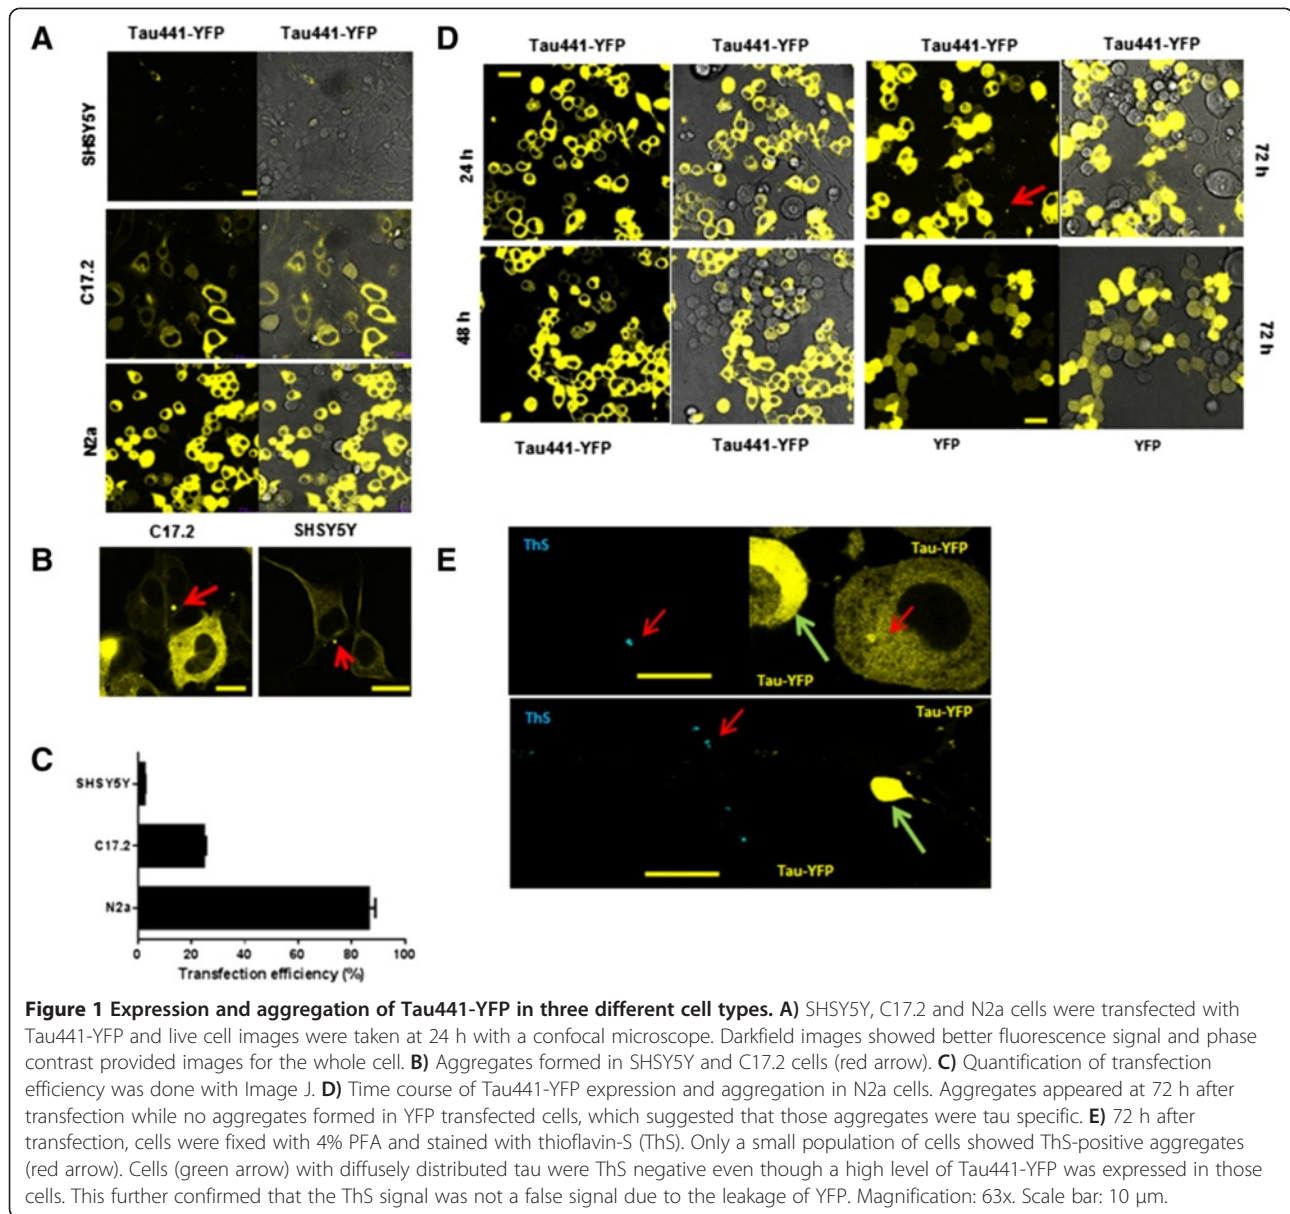 A
Tau441-YFP Tau441-YFP
SHSY5Y
C17.2
N2a
B
C17.2 SHSY5Y
C
SHSY5Y
C17.2
N2a
0 20 40 60 80 100
Transfection efficiency (%)
D
Tau441-YFP Tau441-YFP Tau441-YFP Tau441-YFP
24 h
72 h
48 h
72 h
Tau441-YFP Tau441-YFP YFP YFP
E
ThS
Tau-YFP
Tau-YFP
ThS
Tau-YFP
Tau-YFP
Figure 1 Expression and aggregation of Tau441-YFP in three different cell types. A) SHSY5Y, C17.2 and N2a cells were transfected with
Tau441-YFP and live cell images were taken at 24 h with a confocal microscope. Darkfield images showed better fluorescence signal and phase
contrast provided images for the whole cell. B) Aggregates formed in SHSY5Y and C17.2 cells (red arrow). C) Quantification of transfection
efficiency was done with Image J. D) Time course of Tau441-YFP expression and aggregation in N2a cells. Aggregates appeared at 72 h after
transfection while no aggregates formed in YFP transfected cells, which suggested that those aggregates were tau specific. E) 72 h after
transfection, cells were fixed with 4% PFA and stained with thioflavin-S (ThS). Only a small population of cells showed ThS-positive aggregates
(red arrow). Cells (green arrow) with diffusely distributed tau were ThS negative even though a high level of Tau441-YFP was expressed in those
cells. This further confirmed that the ThS signal was not a false signal due to the leakage of YFP. Magnification: 63x. Scale bar: 10 μm.